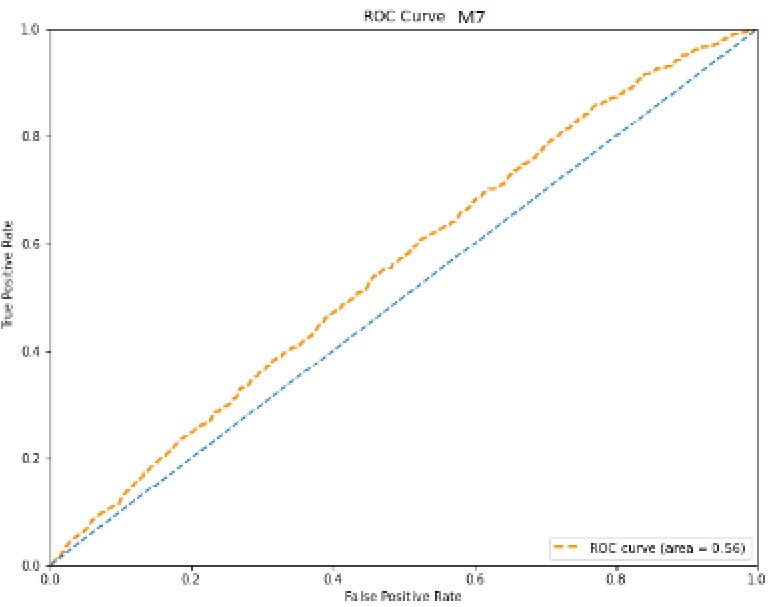 ROC Curve M7
1.0
0.8
0.6
0.4
0.2
0.0
True Positive Rate
ROC curve (area = 0.56)
0.0 0.2 0.4 0.6 0.8 1.0
False Positive Rate